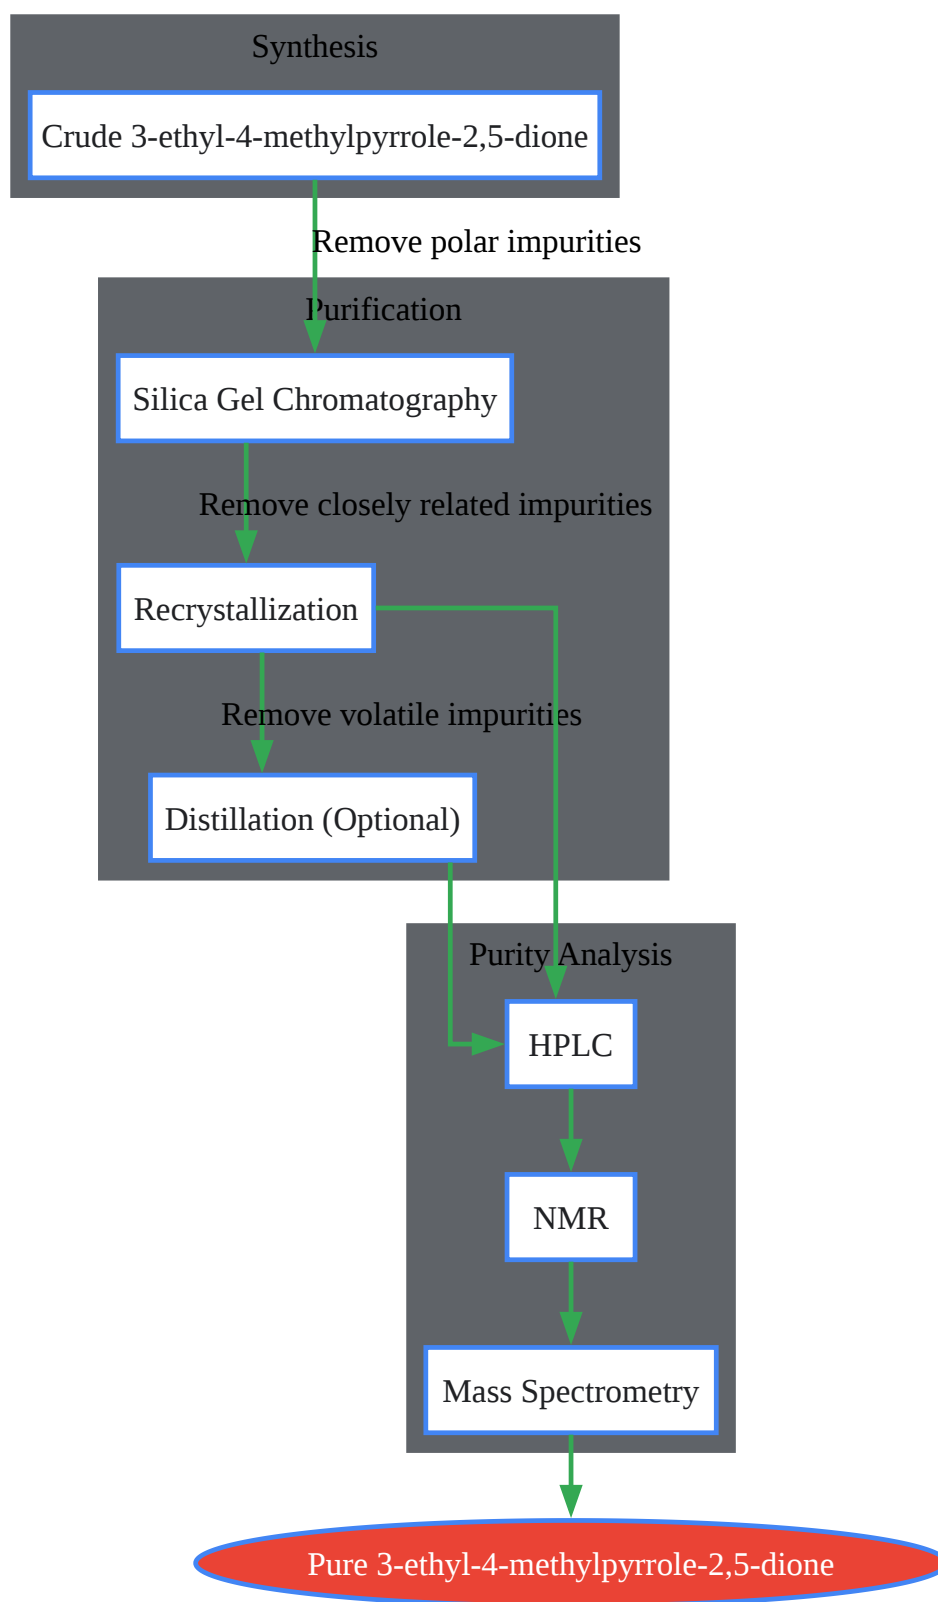 Synthesis
Crude 3-ethyl-4-methylpyrrole-2,5-dione
Remove polar impurities
Purification
Silica Gel Chromatography
Remove closely related impurities
Recrystallization
Remove volatile impurities
Distillation (Optional)
Purity Analysis
HPLC
NMR
Mass Spectrometry
Pure 3-ethyl-4-methylpyrrole-2,5-dione